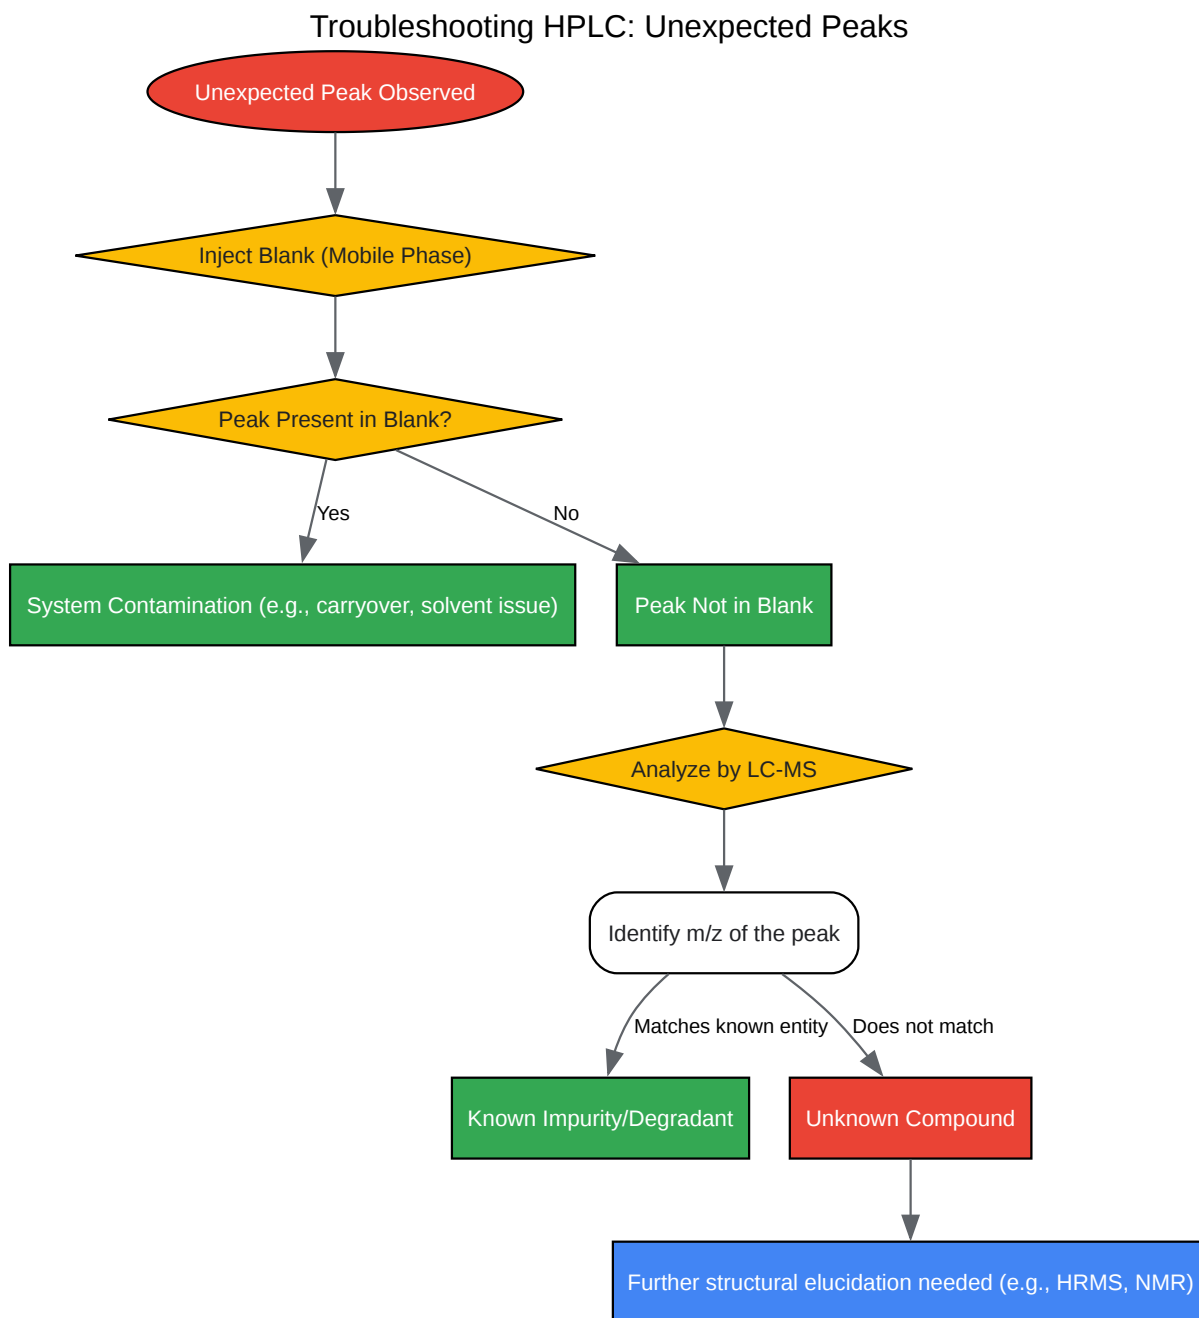 Troubleshooting HPLC: Unexpected Peaks
Unexpected Peak Observed
Inject Blank (Mobile Phase)
Peak Present in Blank?
Yes
No
System Contamination (e.g., carryover, solvent issue)
Peak Not in Blank
Analyze by LC-MS
Identify m/z of the peak
Matches known entity
Does not match
Known Impurity/Degradant
Unknown Compound
Further structural elucidation needed (e.g., HRMS, NMR)